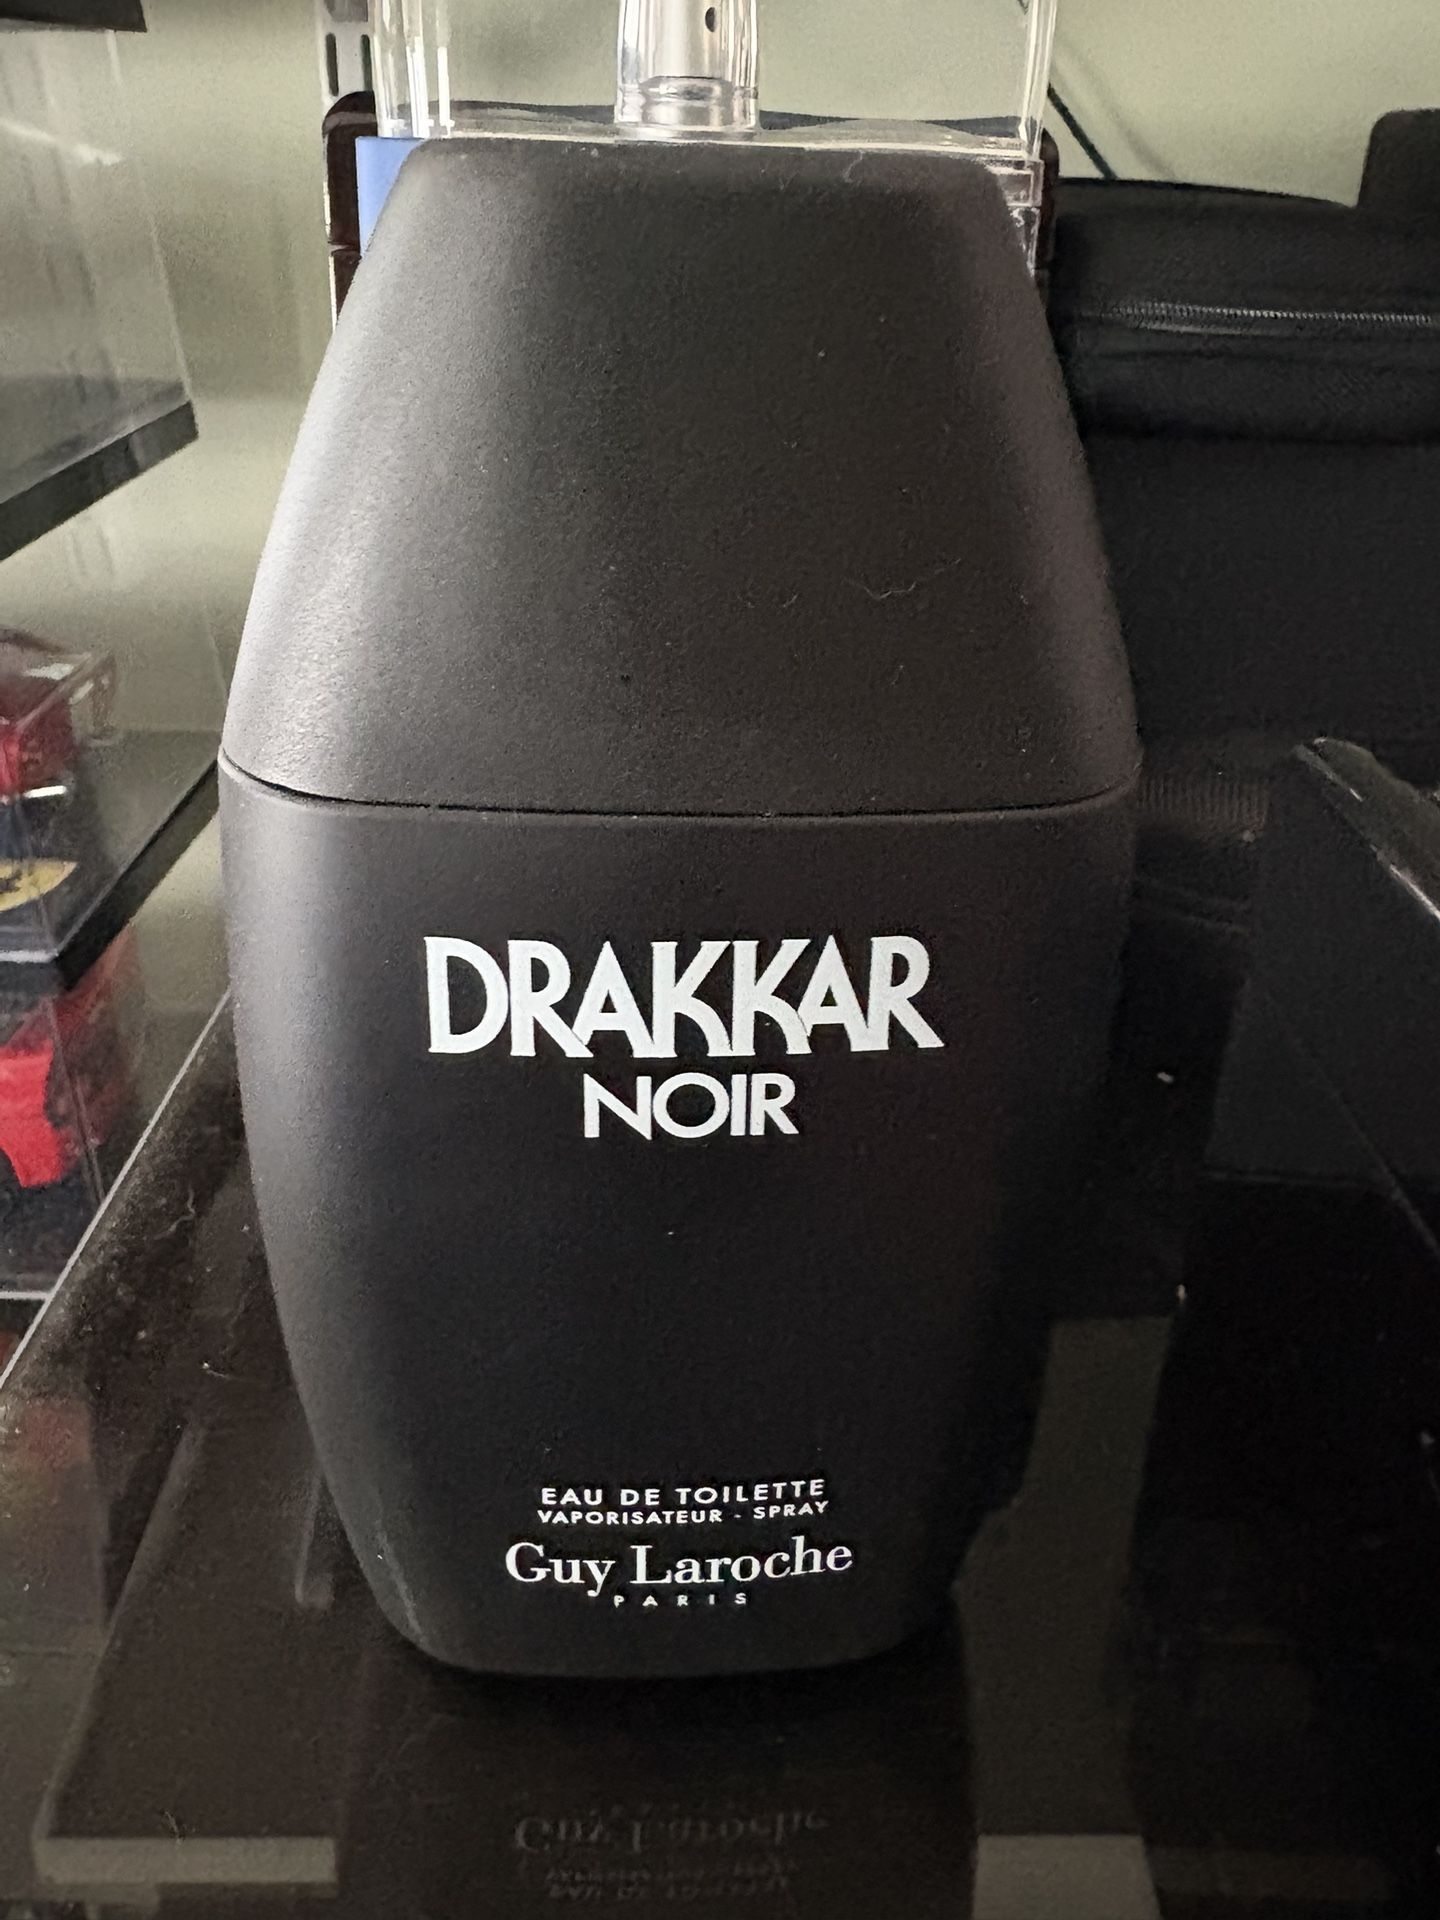 DRAKKAR
NOIR
EAU DE TOILETTE
VAPORISATEUR - SPRAY
Guy Laroche
PARIS